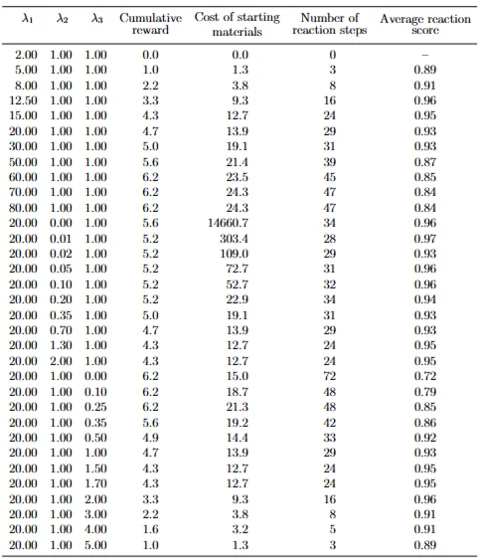 λ1 λ2 λ3 Cumulative reward Cost of starting materials Number of reaction steps Average reaction score
2.00 1.00 1.00 0.0 0.0 0 –
5.00 1.00 1.00 1.0 1.3 3 0.89
8.00 1.00 1.00 2.2 3.8 8 0.91
12.50 1.00 1.00 3.3 9.3 16 0.96
15.00 1.00 1.00 4.3 12.7 24 0.95
20.00 1.00 1.00 4.7 13.9 29 0.93
30.00 1.00 1.00 5.0 19.1 31 0.93
50.00 1.00 1.00 5.6 21.4 39 0.87
60.00 1.00 1.00 6.2 23.5 45 0.85
70.00 1.00 1.00 6.2 24.3 47 0.84
80.00 1.00 1.00 6.2 24.3 47 0.84
20.00 0.00 1.00 5.6 14660.7 34 0.96
20.00 0.01 1.00 5.2 303.4 28 0.97
20.00 0.02 1.00 5.2 109.0 29 0.93
20.00 0.05 1.00 5.2 72.7 31 0.96
20.00 0.10 1.00 5.2 52.7 32 0.96
20.00 0.20 1.00 5.2 22.9 34 0.94
20.00 0.35 1.00 5.0 19.1 31 0.93
20.00 0.70 1.00 4.7 13.9 29 0.93
20.00 1.30 1.00 4.3 12.7 24 0.95
20.00 2.00 1.00 4.3 12.7 24 0.95
20.00 1.00 0.00 6.2 15.0 72 0.72
20.00 1.00 0.10 6.2 18.7 48 0.79
20.00 1.00 0.25 6.2 21.3 48 0.85
20.00 1.00 0.35 5.6 19.2 42 0.86
20.00 1.00 0.50 4.9 14.4 33 0.92
20.00 1.00 1.00 4.7 13.9 29 0.93
20.00 1.00 1.50 4.3 12.7 24 0.95
20.00 1.00 1.70 4.3 12.7 24 0.95
20.00 1.00 2.00 3.3 9.3 16 0.96
20.00 1.00 3.00 2.2 3.8 8 0.91
20.00 1.00 4.00 1.6 3.2 5 0.91
20.00 1.00 5.00 1.0 1.3 3 0.89